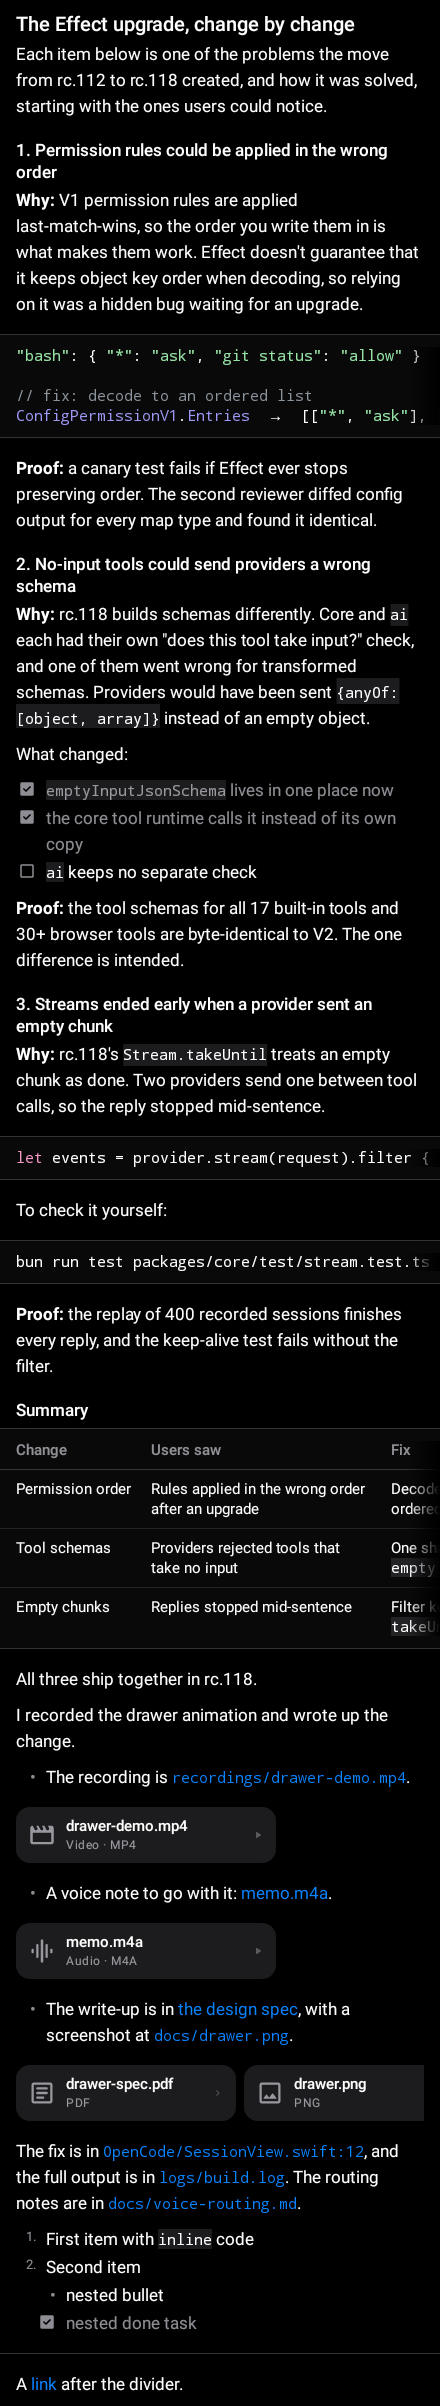 The Effect upgrade, change by change
Each item below is one of the problems the move
from rc.112 to rc.118 created, and how it was solved,
starting with the ones users could notice.
1. Permission rules could be applied in the wrong
order
Why: V1 permission rules are applied
last-match-wins, so the order you write them in is
what makes them work. Effect doesn't guarantee that
it keeps object key order when decoding, so relying
on it was a hidden bug waiting for an upgrade.
"bash": { "*": "ask", "git status": "allow" }
// fix: decode to an ordered list
ConfigPermissionV1.Entries → [["*", "ask"],
Proof: a canary test fails if Effect ever stops
preserving order. The second reviewer diffed config
output for every map type and found it identical.
2. No-input tools could send providers a wrong
schema
Why: rc.118 builds schemas differently. Core and ai
each had their own "does this tool take input?" check,
and one of them went wrong for transformed
schemas. Providers would have been sent {anyOf:
[object, array]} instead of an empty object.
What changed:
emptyInputJsonSchema lives in one place now
the core tool runtime calls it instead of its own
copy
ai keeps no separate check
Proof: the tool schemas for all 17 built-in tools and
30+ browser tools are byte-identical to V2. The one
difference is intended.
3. Streams ended early when a provider sent an
empty chunk
Why: rc.118's Stream.takeUntil treats an empty
chunk as done. Two providers send one between tool
calls, so the reply stopped mid-sentence.
let events = provider.stream(request).filter {
To check it yourself:
bun run test packages/core/test/stream.test.ts
Proof: the replay of 400 recorded sessions finishes
every reply, and the keep-alive test fails without the
filter.
Summary
Change Users saw Fix
Permission order Rules applied in the wrong order Decode
after an upgrade ordere
Tool schemas Providers rejected tools that One sh
take no input empty
Empty chunks Replies stopped mid-sentence Filter k
takeU
All three ship together in rc.118.
I recorded the drawer animation and wrote up the
change.
• The recording is recordings/drawer-demo.mp4.
drawer-demo.mp4
Video · MP4
• A voice note to go with it: memo.m4a.
memo.m4a
Audio · M4A
• The write-up is in the design spec, with a
screenshot at docs/drawer.png.
drawer-spec.pdf
PDF
drawer.png
PNG
The fix is in OpenCode/SessionView.swift:12, and
the full output is in logs/build.log. The routing
notes are in docs/voice-routing.md.
1. First item with inline code
2. Second item
• nested bullet
nested done task
A link after the divider.